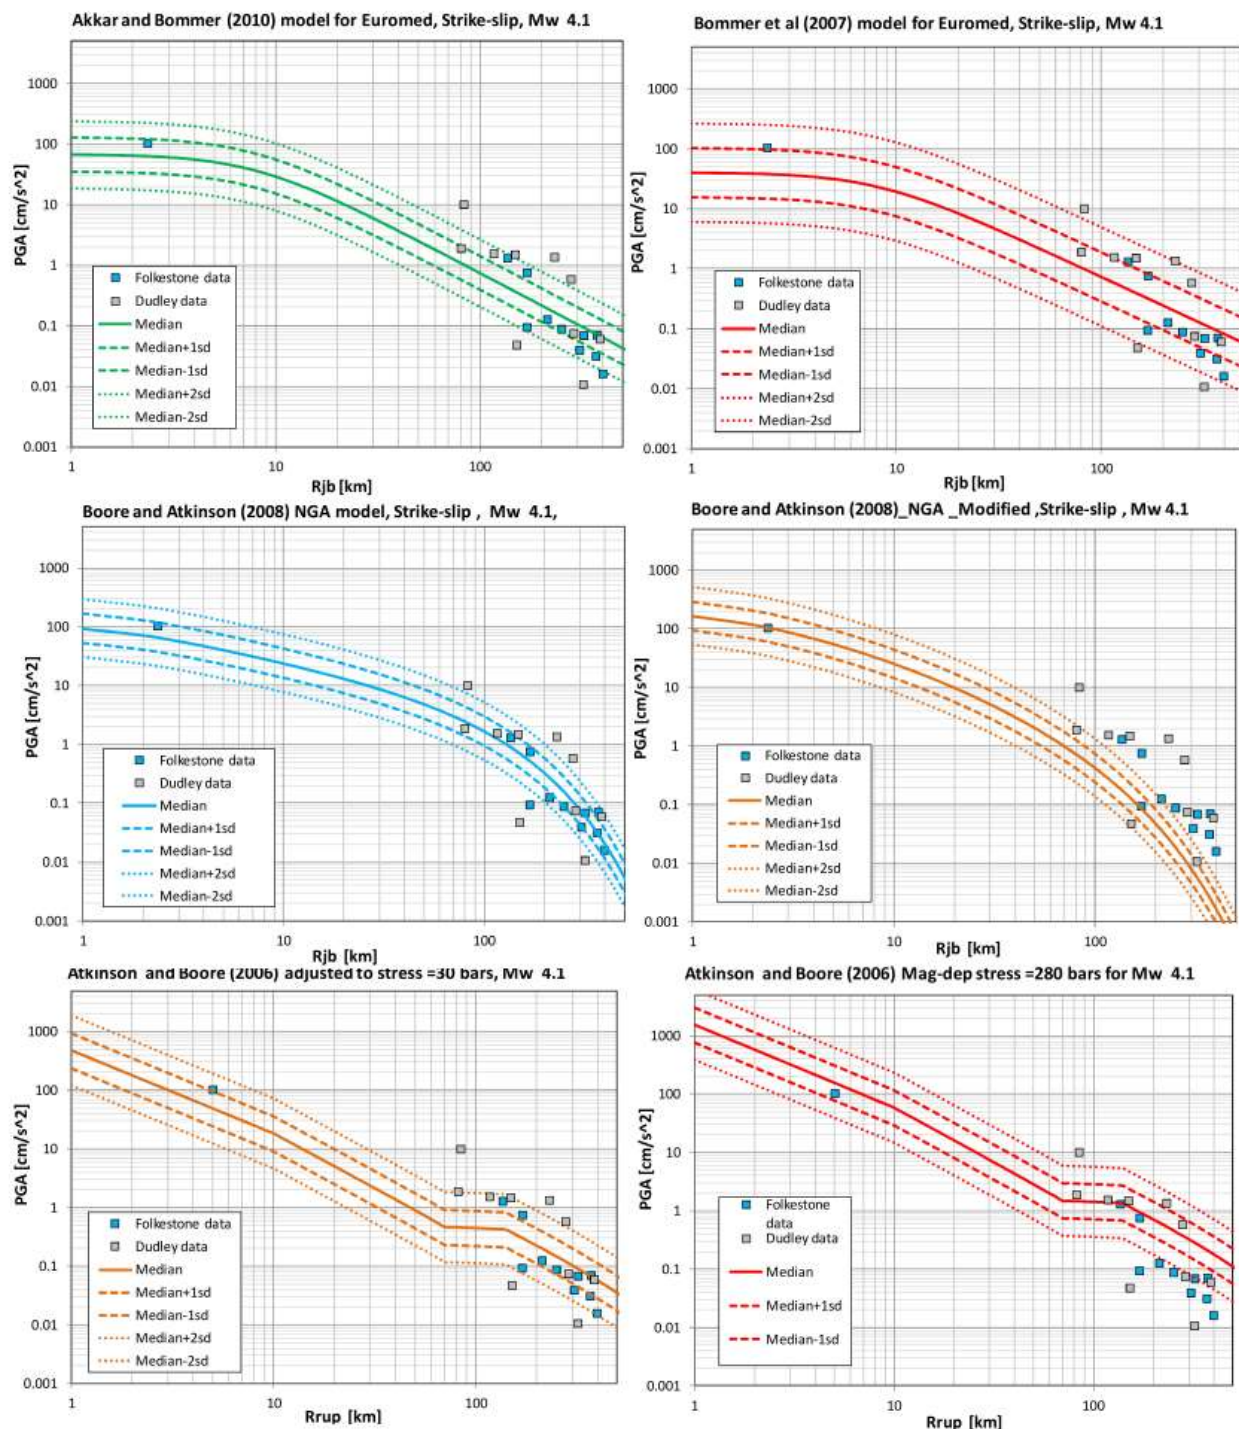 Akkar and Bommer (2010) model for Euromed, Strike-slip, Mw 4.1
PGA [cm/s^2]
1000
100
10
1
0.1
0.01
0.001
Folkestone data
Dudley data
Median
Median+1sd
Median-1sd
Median+2sd
Median-2sd
1
10
100
Rjb [km]
Bommer et al (2007) model for Euromed, Strike-slip, Mw 4.1
PGA [cm/s^2]
1000
100
10
1
0.1
0.01
0.001
Folkestone data
Dudley data
Median
Median+1sd
Median-1sd
Median+2sd
Median-2sd
1
10
100
Rjb [km]
Boore and Atkinson (2008) NGA model, Strike-slip , Mw 4.1,
PGA [cm/s^2]
1000
100
10
1
0.1
0.01
0.001
Folkestone data
Dudley data
Median
Median+1sd
Median-1sd
Median+2sd
Median-2sd
1
10
100
Rjb [km]
Boore and Atkinson (2008)_NGA _Modified ,Strike-slip , Mw 4.1
PGA [cm/s^2]
1000
100
10
1
0.1
0.01
0.001
Folkestone data
Dudley data
Median
Median+1sd
Median-1sd
Median+2sd
Median-2sd
1
10
100
Rjb [km]
Atkinson and Boore (2006) adjusted to stress =30 bars, Mw 4.1
PGA [cm/s^2]
1000
100
10
1
0.1
0.01
0.001
Folkestone data
Dudley data
Median
Median+1sd
Median-1sd
Median+2sd
Median-2sd
1
10
100
Rrup [km]
Atkinson and Boore (2006) Mag-dep stress =280 bars for Mw 4.1
PGA [cm/s^2]
1000
100
10
1
0.1
0.01
0.001
Folkestone
data
Dudley data
Median
Median+1sd
Median-1sd
1
10
100
Rrup [km]